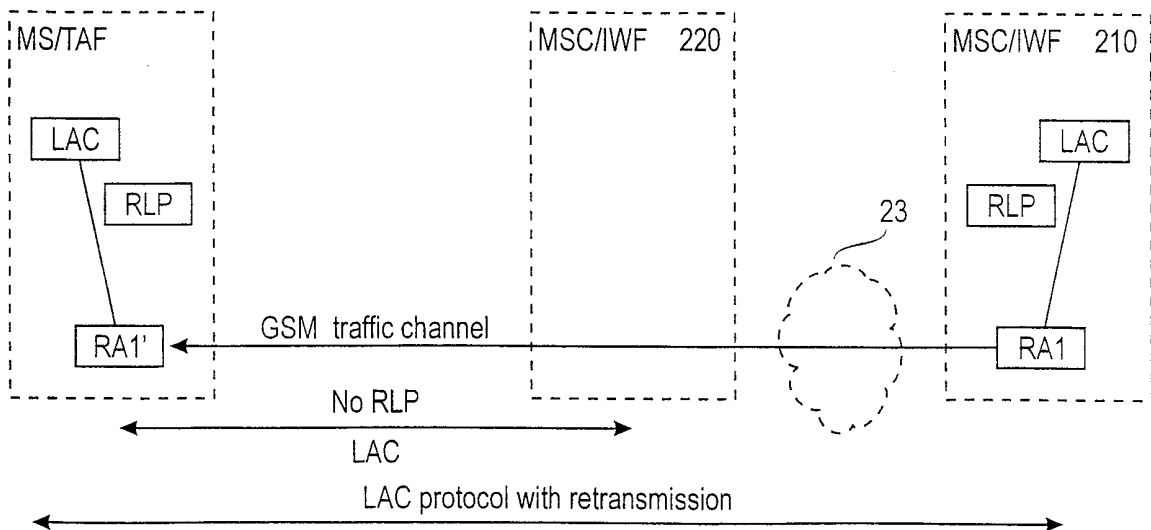 MS/TAF
MSC/IWF 220
MSC/IWF 210
LAC
LAC
RLP
RLP
23
GSM traffic channel
RA1'
RA1
No RLP
LAC
LAC protocol with retransmission